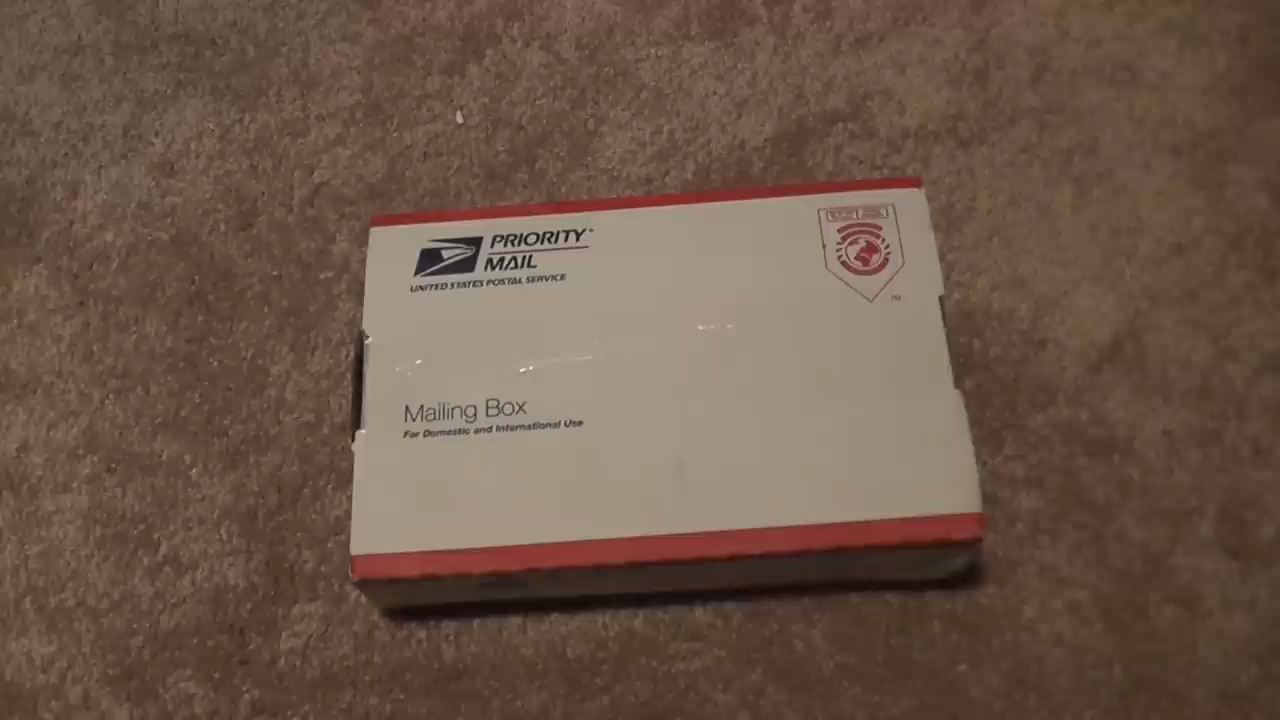 PRIORITY
MAIL
UNITED STATES POSTAL SERVICE
Mailing Box
For Domestic and International Use